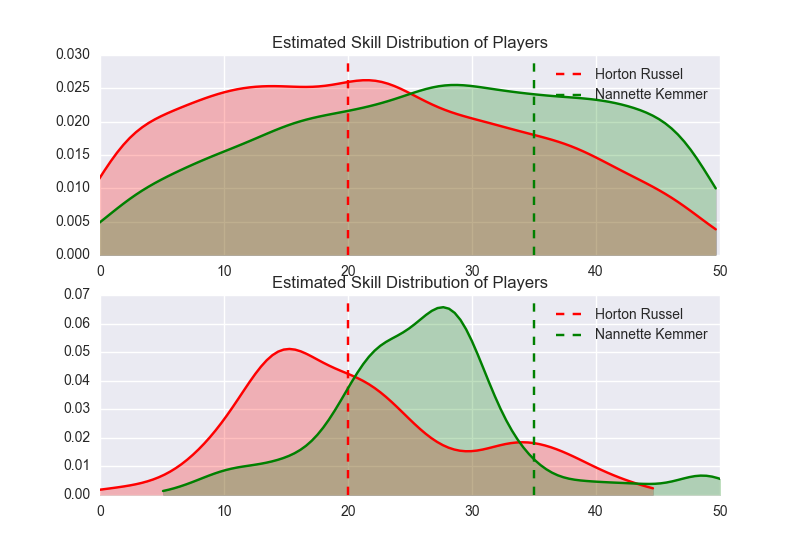 Estimated Skill Distribution of Players
0.030
0.025
0.020
0.015
0.010
0.005
0.000
Horton Russel
Nannette Kemmer
0 10 20 30 40 50
Estimated Skill Distribution of Players
0.07
0.06
0.05
0.04
0.03
0.02
0.01
0.00
Horton Russel
Nannette Kemmer
0 10 20 30 40 50